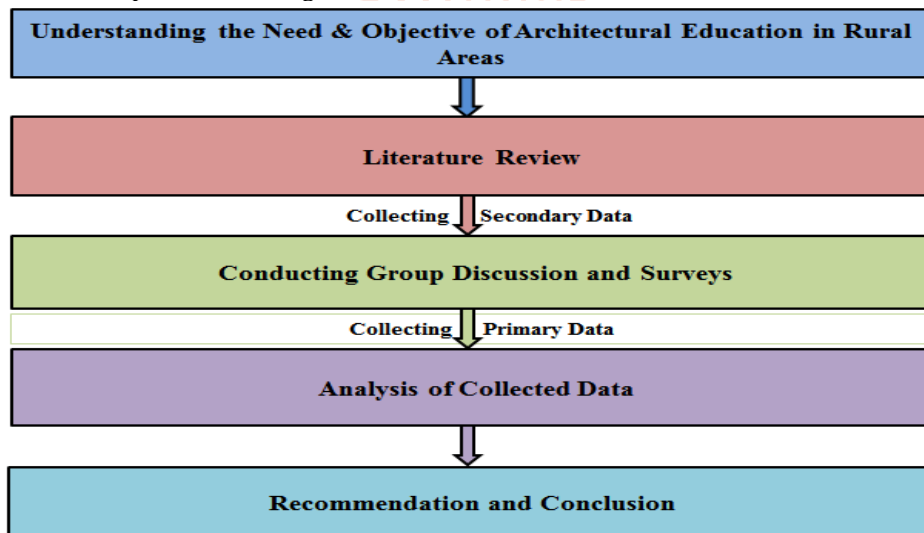 Understanding the Need & Objective of Architectural Education in Rural
Areas
Literature Review
Collecting Secondary Data
Conducting Group Discussion and Surveys
Collecting Primary Data
Analysis of Collected Data
Recommendation and Conclusion